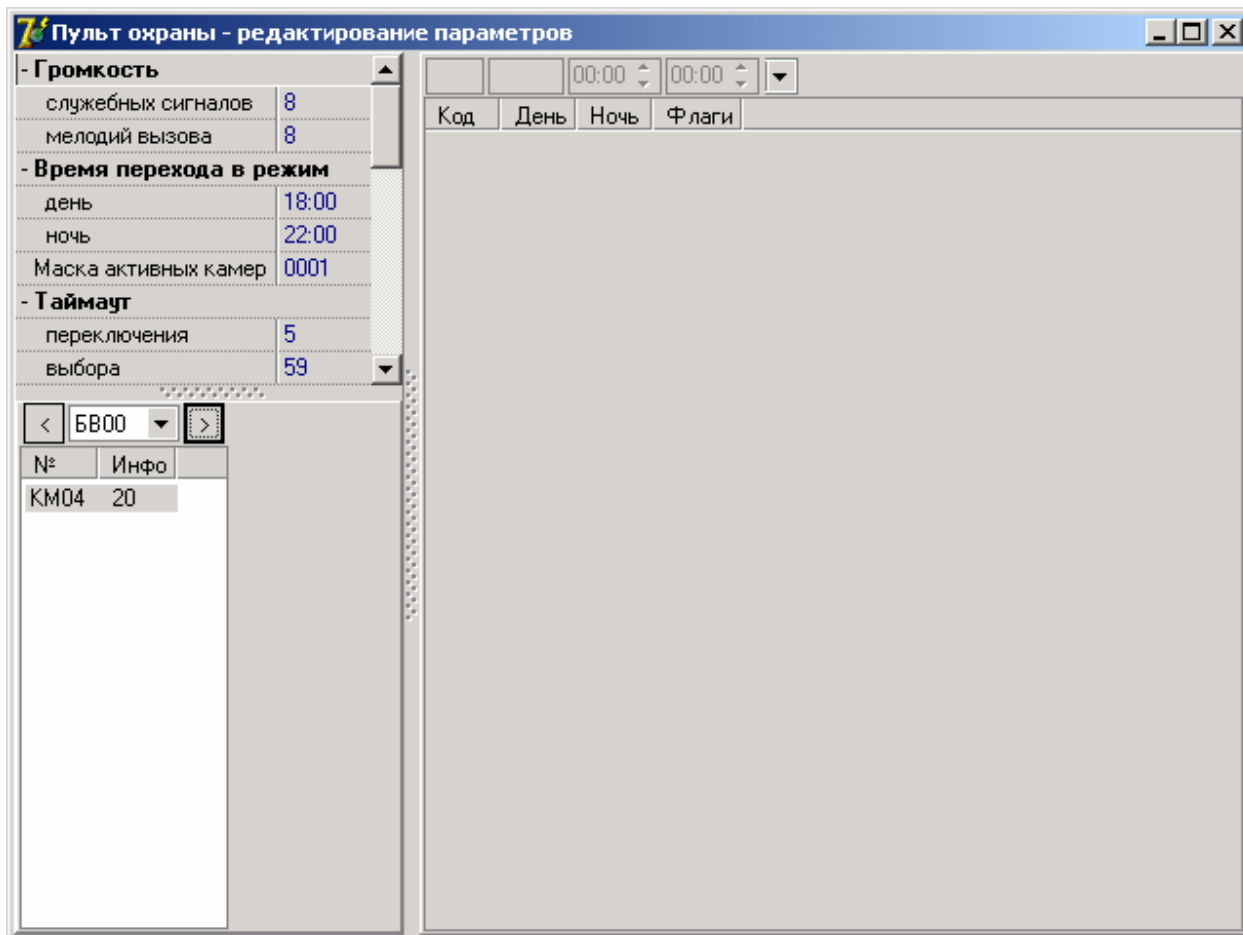 Пульт охраны - редактирование параметров
- Громкость
служебных сигналов 8
мелодий вызова 8
- Время перехода в режим
день 18:00
ночь 22:00
Маска активных камер 0001
- Таймаут
переключения 5
выбора 59
< БВ00 >
№ Инфо
КМ04 20
00:00 00:00
Код День Ночь Флаги